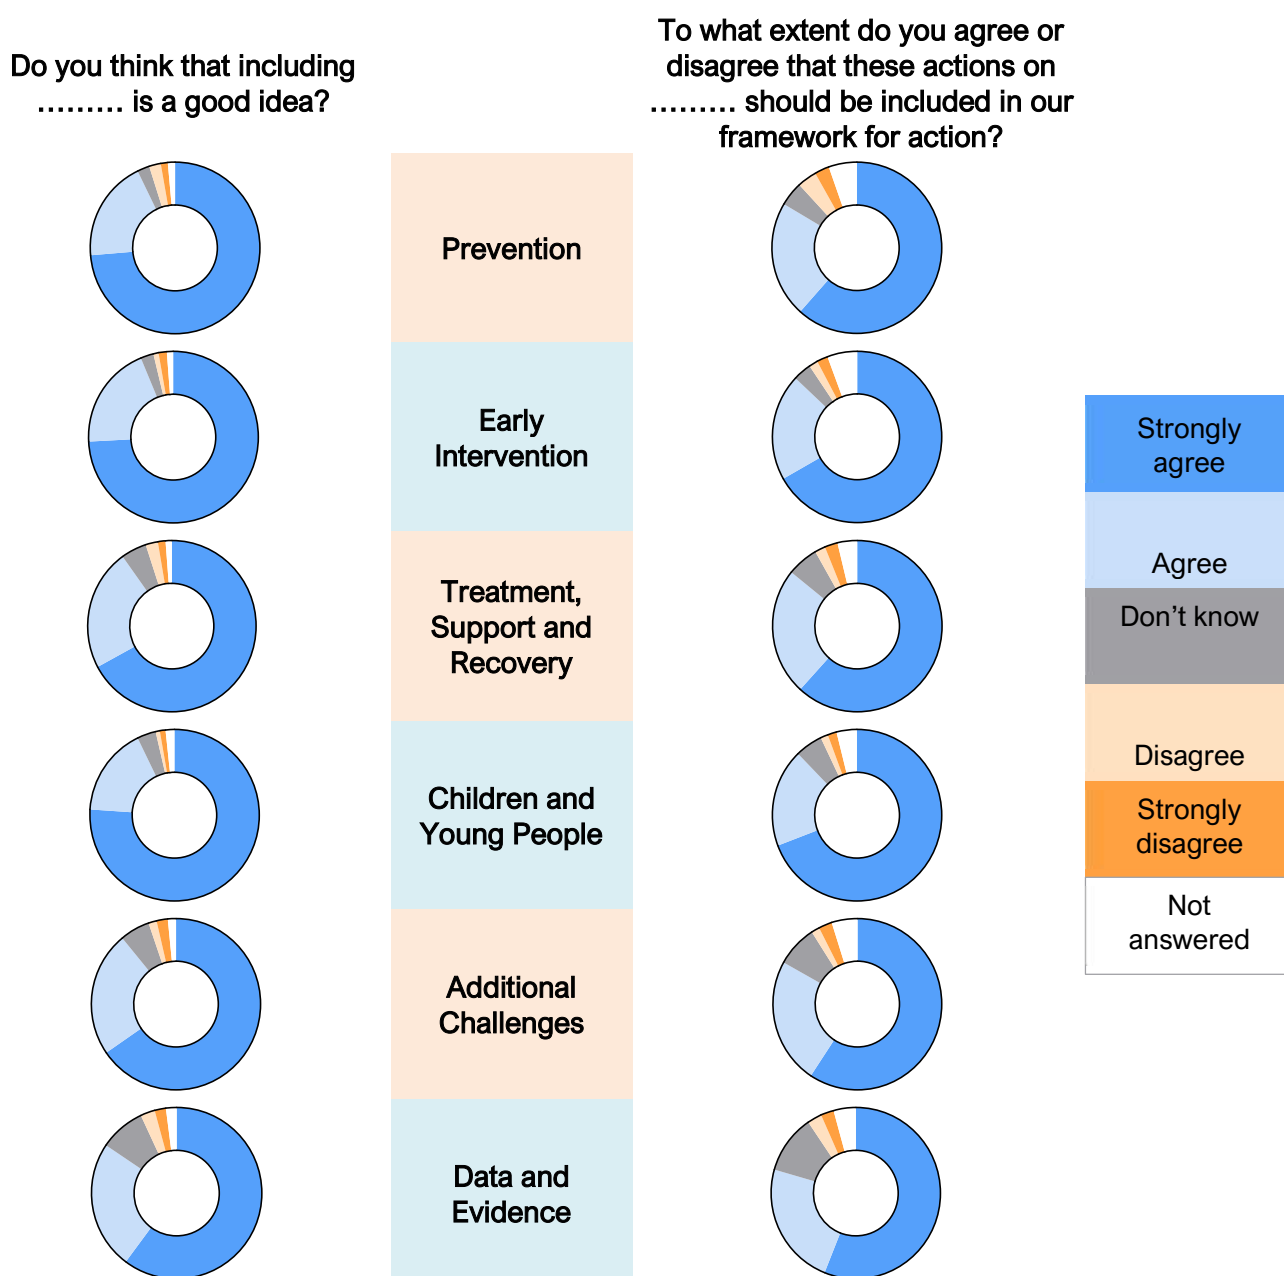 Do you think that including
......... is a good idea?
To what extent do you agree or
disagree that these actions on
......... should be included in our
framework for action?
Prevention
Early
Intervention
Treatment,
Support and
Recovery
Children and
Young People
Additional
Challenges
Data and
Evidence
Strongly
agree
Agree
Don’t know
Disagree
Strongly
disagree
Not
answered